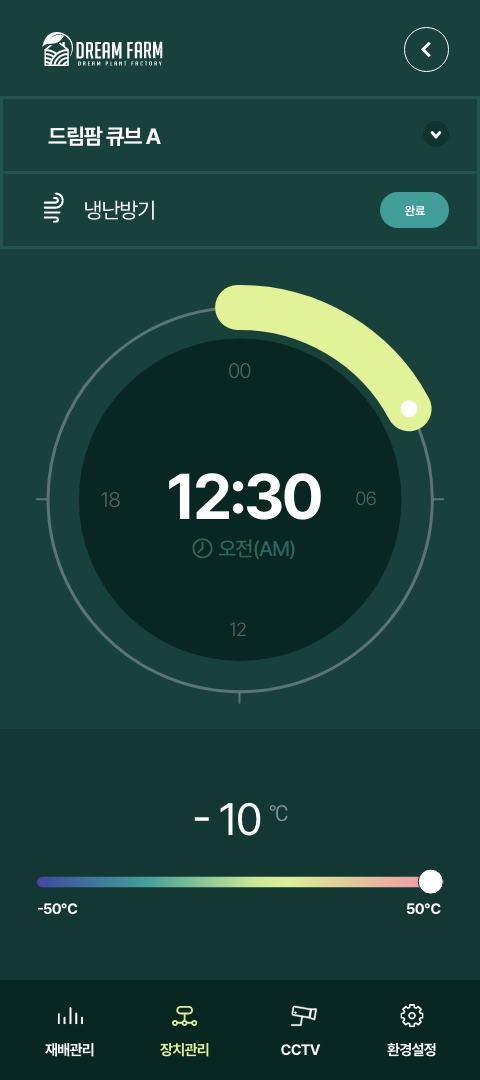 DREAM FARM
DREAM PLANT FACTORY
드림팜 큐브 A
냉난방기
완료
00
18
12:30
06
오전(AM)
12
- 10 ℃
-50°C
50°C
재배관리
장치관리
CCTV
환경설정